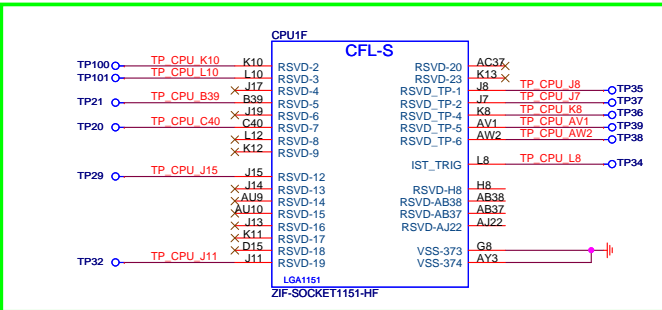 CPU1F
CFL-S
TP100 TP_CPU_K10 K10 RSVD-2 RSVD-20 AC37
TP101 TP_CPU_L10 L10 RSVD-3 RSVD-23 K13
J17 RSVD-4 RSVD_TP-1 J8 TP_CPU_J8 TP35
TP21 TP_CPU_B39 B39 RSVD-5 RSVD_TP-2 J7 TP_CPU_J7 TP37
J19 RSVD-6 RSVD_TP-4 K8 TP_CPU_K8 TP36
TP20 TP_CPU_C40 C40 RSVD-7 RSVD_TP-5 AV1 TP_CPU_AV1 TP39
L12 RSVD-8 RSVD_TP-6 AW2 TP_CPU_AW2 TP38
K12 RSVD-9
IST_TRIG L8 TP_CPU_L8 TP34
TP29 TP_CPU_J15 J15 RSVD-12
J14 RSVD-13 RSVD-H8 H8
AU9 RSVD-14 RSVD-AB38 AB38
AU10 RSVD-15 RSVD-AB37 AB37
J13 RSVD-16 RSVD-AJ22 AJ22
K11 RSVD-17
D15 RSVD-18 VSS-373 G8
TP32 TP_CPU_J11 J11 RSVD-19 VSS-374 AY3
LGA1151
ZIF-SOCKET1151-HF